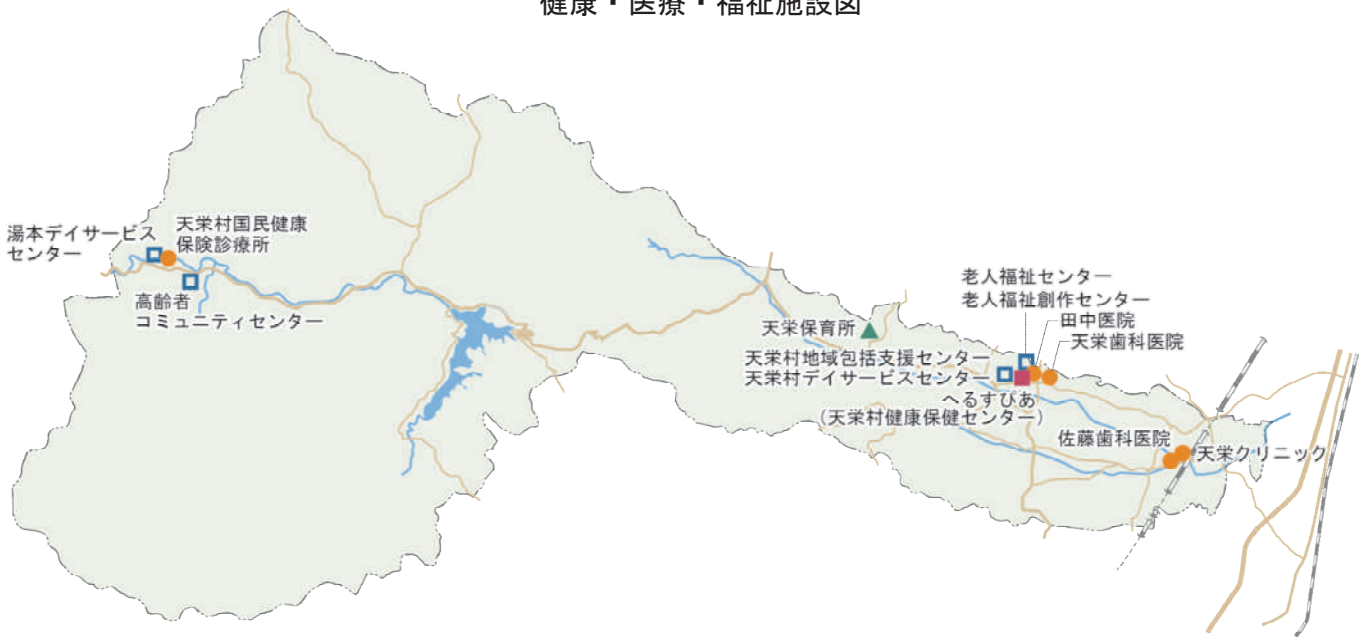 健康・医療・福祉施設図
湯本デイサービス
センター
天栄村国民健康
保険診療所
高齢者
コミュニティセンター
老人福祉センター
老人福祉創作センター
田中医院
天栄歯科医院
天栄保育所
天栄村地域包括支援センター
天栄村デイサービスセンター
へるすぴあ
(天栄村健康保健センター)
佐藤歯科医院
天栄クリニック